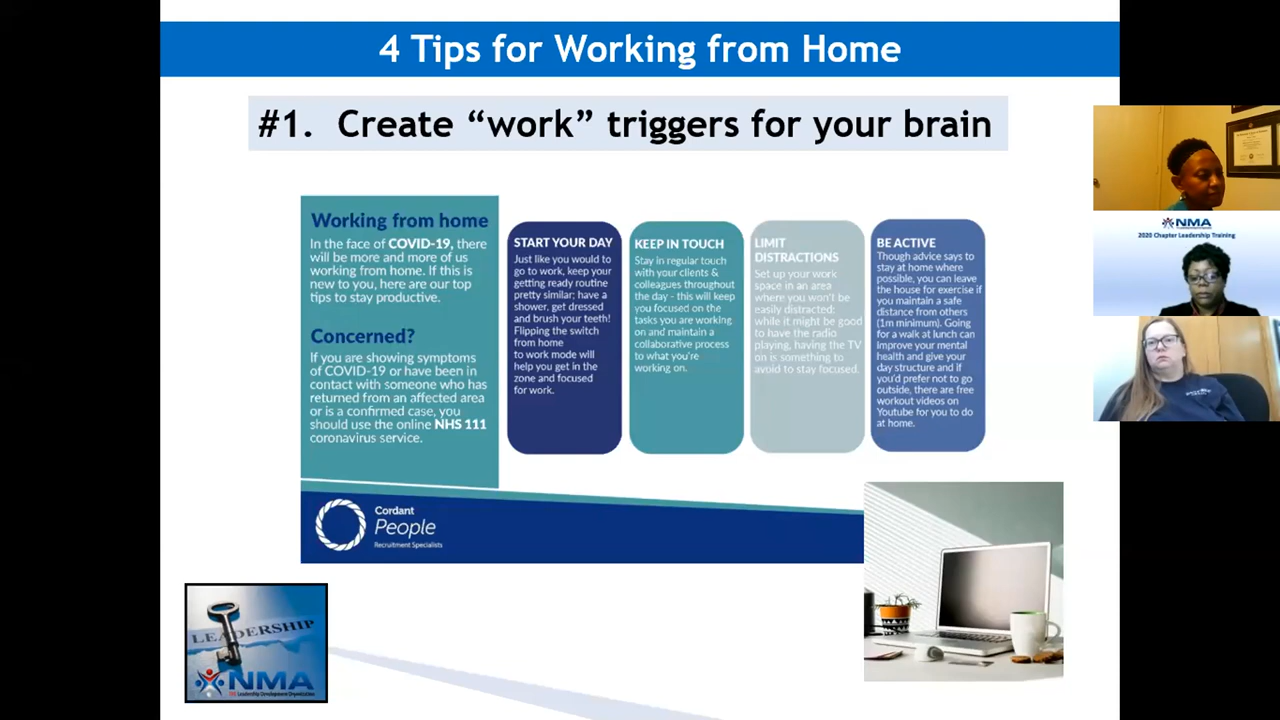 4 Tips for Working from Home
#1. Create “work” triggers for your brain
Working from home
In the face of COVID-19, there
will be more and more of us
working from home. If this is
new to you, here are our top
tips to stay productive.
Concerned?
If you are showing symptoms
of COVID-19 or have been in
contact with someone who has
returned from an affected area
or is a confirmed case, you
should use the online NHS 111
coronavirus service.
START YOUR DAY
Just like you would to
go to work, keep your
getting ready routine
pretty similar; have a
shower, get dressed
and brush your teeth!
Flipping the switch
from home
to work mode will
help you get in the
zone and focused
for work.
KEEP IN TOUCH
Stay in regular touch
with your clients &
colleagues throughout
the day - this will keep
you focused on the
tasks you are working
on and maintain a
collaborative process
to what you're
working on.
LIMIT
DISTRACTIONS
Set up your work
space in an area
where you won't be
easily distracted;
while it might be good
to have the radio
playing, having the TV
on is something to
avoid to stay focused.
BE ACTIVE
Though advice says to
stay at home where
possible, you can leave
the house for exercise if
you maintain a safe
distance from others
(1m minimum). Going
for a walk at lunch can
improve your mental
health and give your
day structure and if
you'd prefer not to go
outside, there are free
workout videos on
Youtube for you to do
at home.
Cordant
People
Recruitment Specialists
LEADERSHIP
NMA
Leadership Development Organization
NMA
2020 Chapter Leadership Training